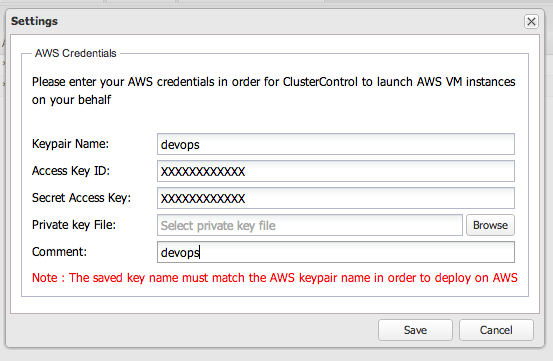 Settings
AWS Credentials
Please enter your AWS credentials in order for ClusterControl to launch AWS VM instances
on your behalf
Keypair Name: devops
Access Key ID: XXXXXXXXXXXX
Secret Access Key: XXXXXXXXXXXX
Private key File: Select private key file Browse
Comment: devops
Note : The saved key name must match the AWS keypair name in order to deploy on AWS
Save Cancel